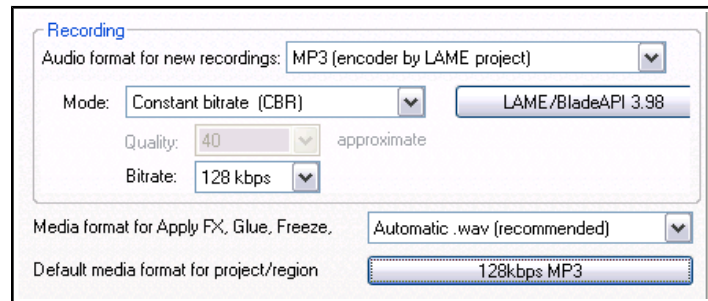 Recording
Audio format for new recordings: MP3 (encoder by LAME project)
Mode: Constant bitrate (CBR) LAME/BladeAPI 3.98
Quality: 40 approximate
Bitrate: 128 kbps
Media format for Apply FX, Glue, Freeze, Automatic .wav (recommended)
Default media format for project/region 128kbps MP3